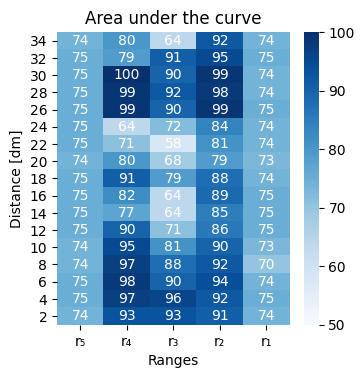 Area under the curve
34 74 80 64 92 74
32 75 79 91 95 75
30 75 100 90 99 74
28 75 99 92 98 74
26 75 99 90 99 75
24 75 64 72 84 74
22 75 71 58 81 74
20 74 80 68 79 73
18 75 91 79 88 74
16 75 82 64 89 75
14 75 77 64 85 75
12 75 90 71 86 75
10 74 95 81 90 73
8 74 97 88 92 70
6 75 98 90 94 74
4 75 97 96 92 75
2 74 93 93 91 74
r₅ r₄ r₃ r₂ r₁
Ranges
Distance [dm]
100
90
80
70
60
50